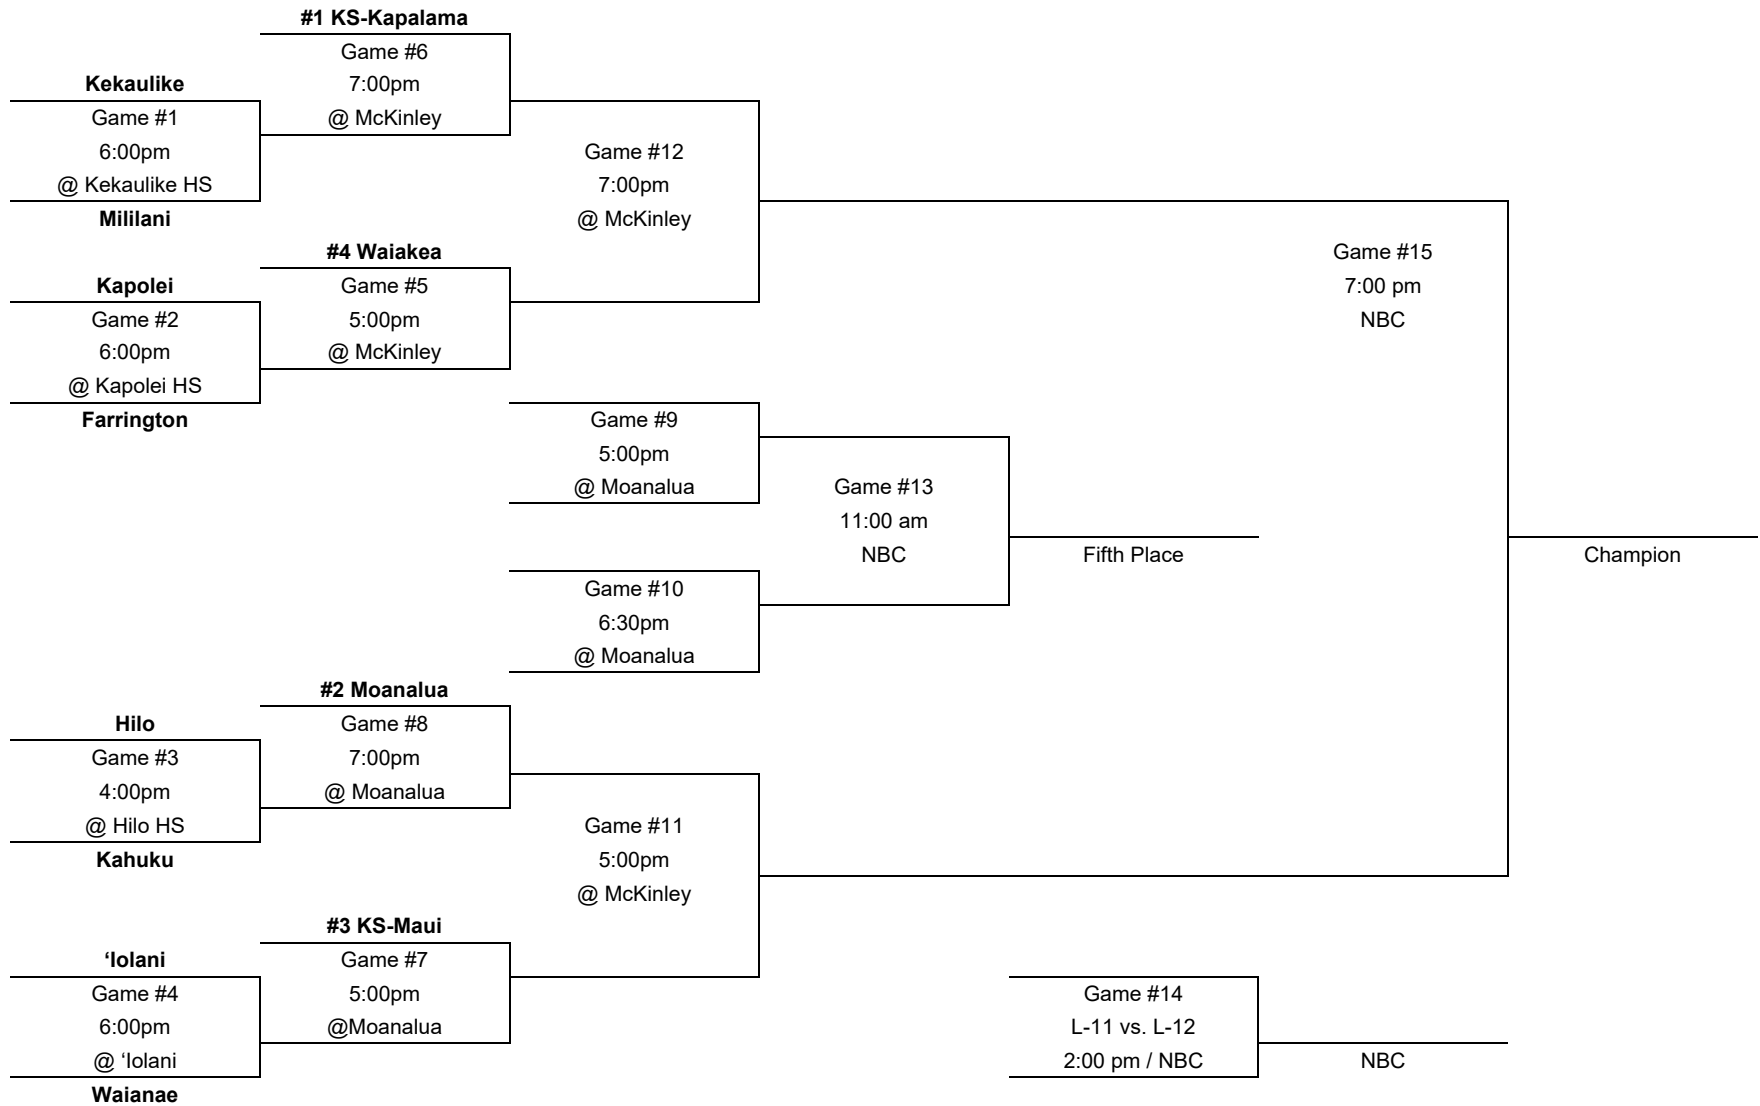 #1 KS-Kapalama
Game #6
7:00pm
@ McKinley
Kekaulike
Game #1
6:00pm
@ Kekaulike HS
Mililani
Game #12
7:00pm
@ McKinley
#4 Waiakea
Game #5
5:00pm
@ McKinley
Kapolei
Game #2
6:00pm
@ Kapolei HS
Farrington
Game #15
7:00 pm
NBC
Game #9
5:00pm
@ Moanalua
Game #13
11:00 am
NBC
Fifth Place
Champion
Game #10
6:30pm
@ Moanalua
#2 Moanalua
Game #8
7:00pm
@ Moanalua
Hilo
Game #3
4:00pm
@ Hilo HS
Kahuku
Game #11
5:00pm
@ McKinley
#3 KS-Maui
Game #7
5:00pm
@Moanalua
‘Iolani
Game #4
6:00pm
@ ‘Iolani
Waianae
Game #14
L-11 vs. L-12
2:00 pm / NBC
NBC